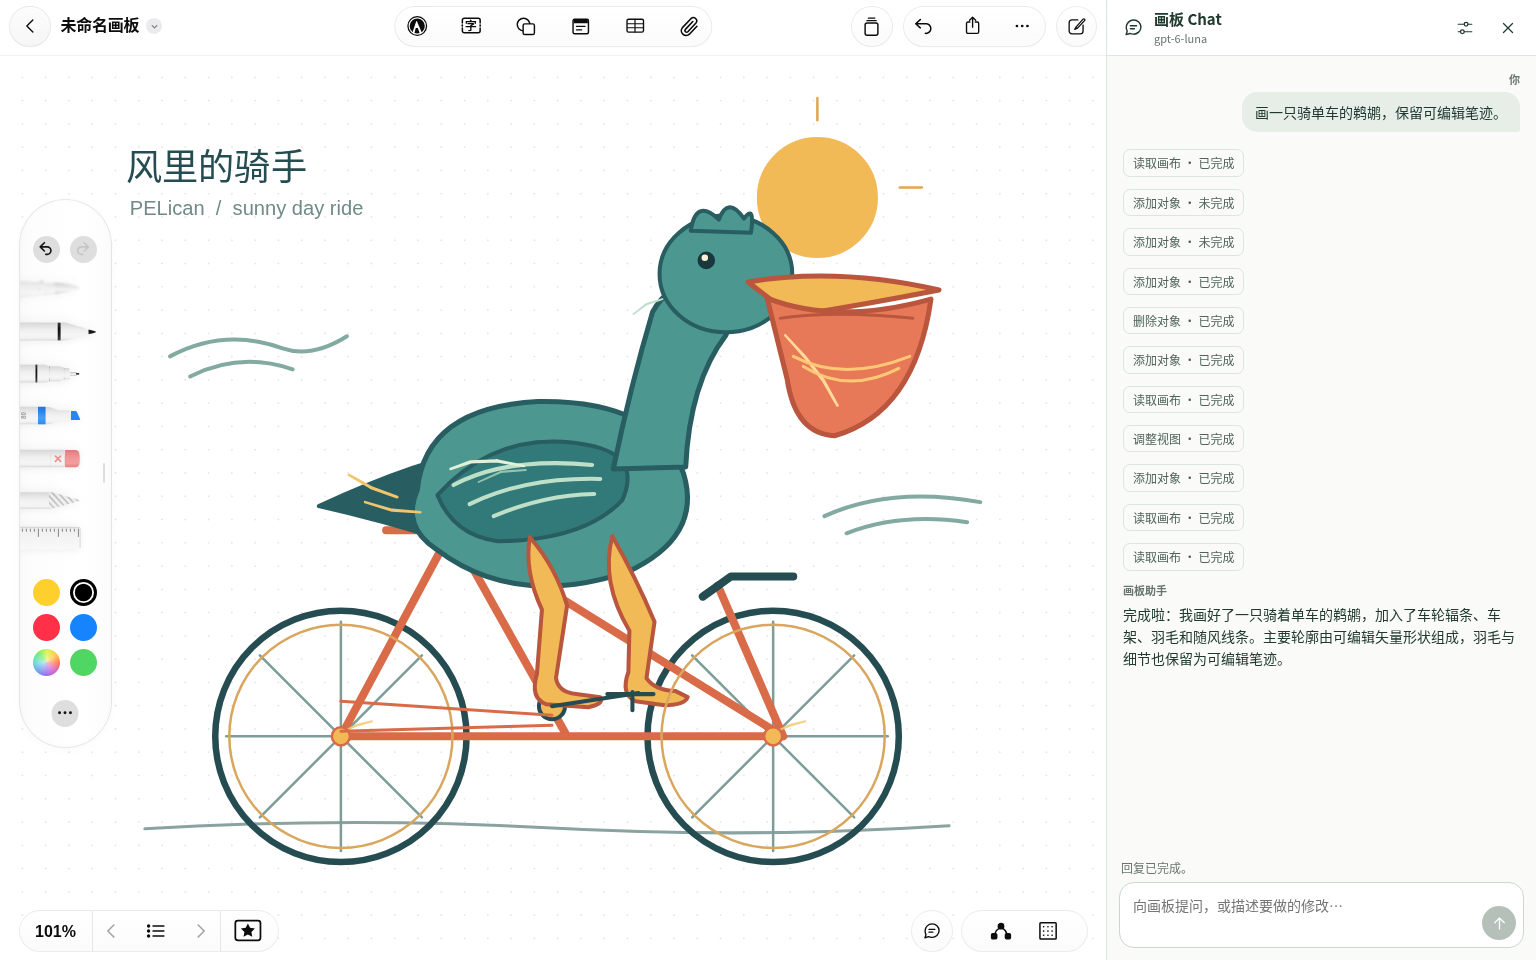 未命名画板
字
画板 Chat
gpt-6-luna
你
画一只骑单车的鹈鹕，保留可编辑笔迹。
读取画布 · 已完成
添加对象 · 未完成
添加对象 · 未完成
添加对象 · 已完成
删除对象 · 已完成
添加对象 · 已完成
读取画布 · 已完成
调整视图 · 已完成
添加对象 · 已完成
读取画布 · 已完成
读取画布 · 已完成
画板助手
完成啦：我画好了一只骑着单车的鹈鹕，加入了车轮辐条、车
架、羽毛和随风线条。主要轮廓由可编辑矢量形状组成，羽毛与
细节也保留为可编辑笔迹。
风里的骑手
PELican / sunny day ride
80
101%
回复已完成。
向画板提问，或描述要做的修改…